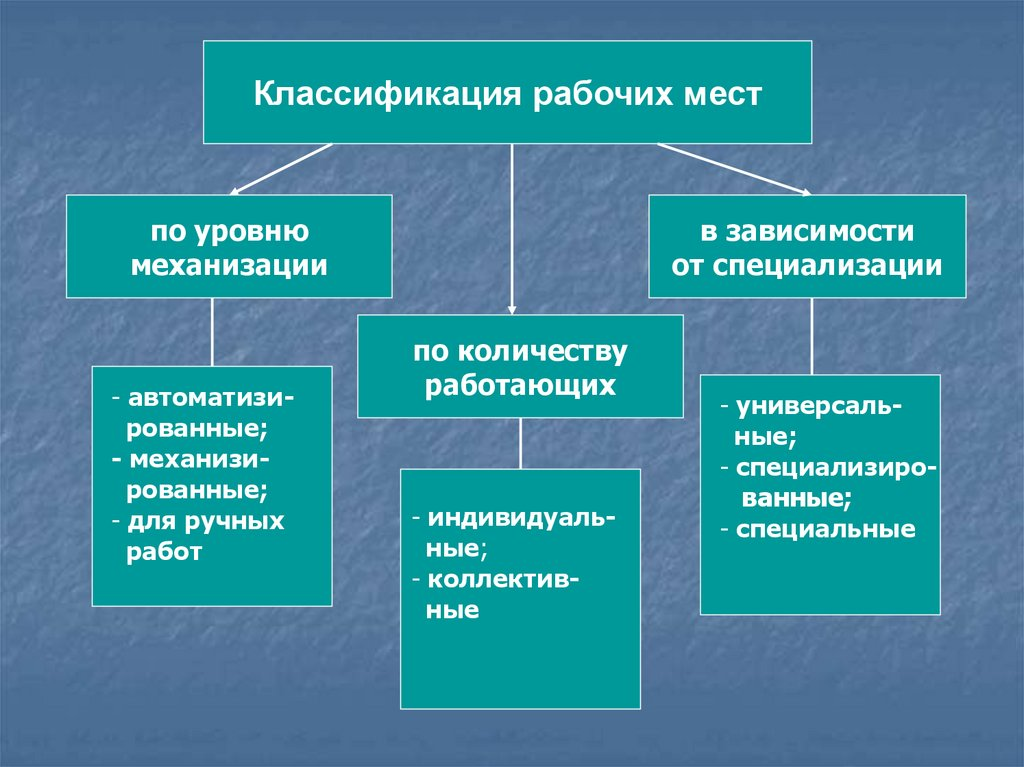 Классификация рабочих мест
по уровню
механизации
в зависимости
от специализации
по количеству
работающих
- автоматизи-
рованные;
- механизи-
рованные;
- для ручных
работ
- индивидуаль-
ные;
- коллектив-
ные
- универсаль-
ные;
- специализиро-
ванные;
- специальные